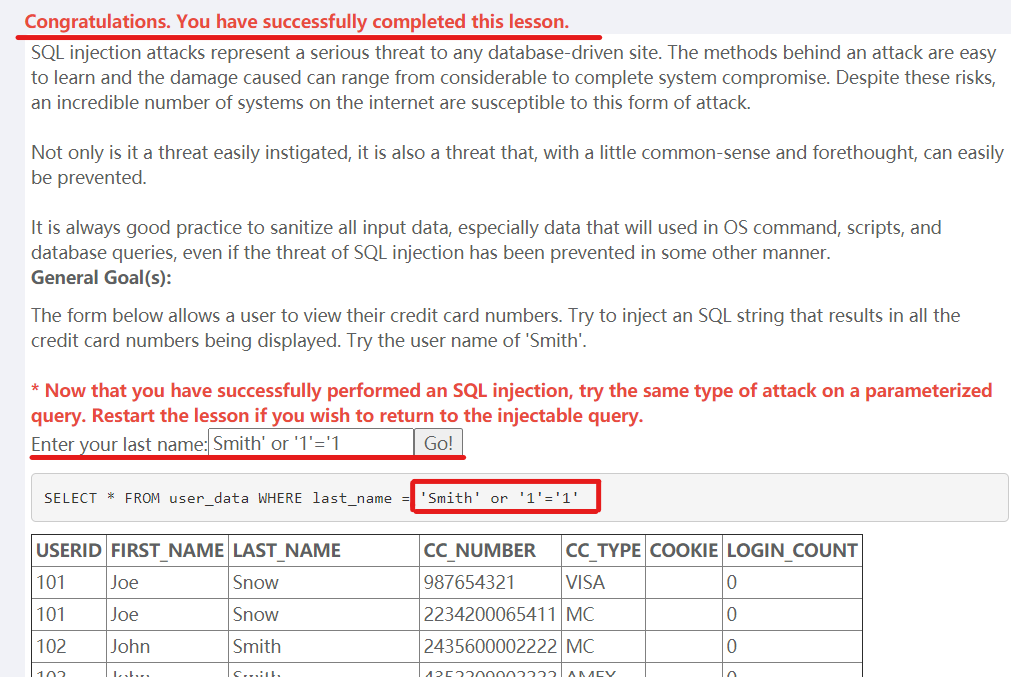 Congratulations. You have successfully completed this lesson.
SQL injection attacks represent a serious threat to any database-driven site. The methods behind an attack are easy
to learn and the damage caused can range from considerable to complete system compromise. Despite these risks,
an incredible number of systems on the internet are susceptible to this form of attack.
Not only is it a threat easily instigated, it is also a threat that, with a little common-sense and forethought, can easily
be prevented.
It is always good practice to sanitize all input data, especially data that will used in OS command, scripts, and
database queries, even if the threat of SQL injection has been prevented in some other manner.
General Goal(s):
The form below allows a user to view their credit card numbers. Try to inject an SQL string that results in all the
credit card numbers being displayed. Try the user name of 'Smith'.
* Now that you have successfully performed an SQL injection, try the same type of attack on a parameterized
query. Restart the lesson if you wish to return to the injectable query.
Enter your last name: Smith' or '1'='1 Go!
SELECT * FROM user_data WHERE last_name = 'Smith' or '1'='1'
USERID FIRST_NAME LAST_NAME CC_NUMBER CC_TYPE COOKIE LOGIN_COUNT
101 Joe Snow 987654321 VISA 0
101 Joe Snow 2234200065411 MC 0
102 John Smith 2435600002222 MC 0
102 John Smith AMEX 0